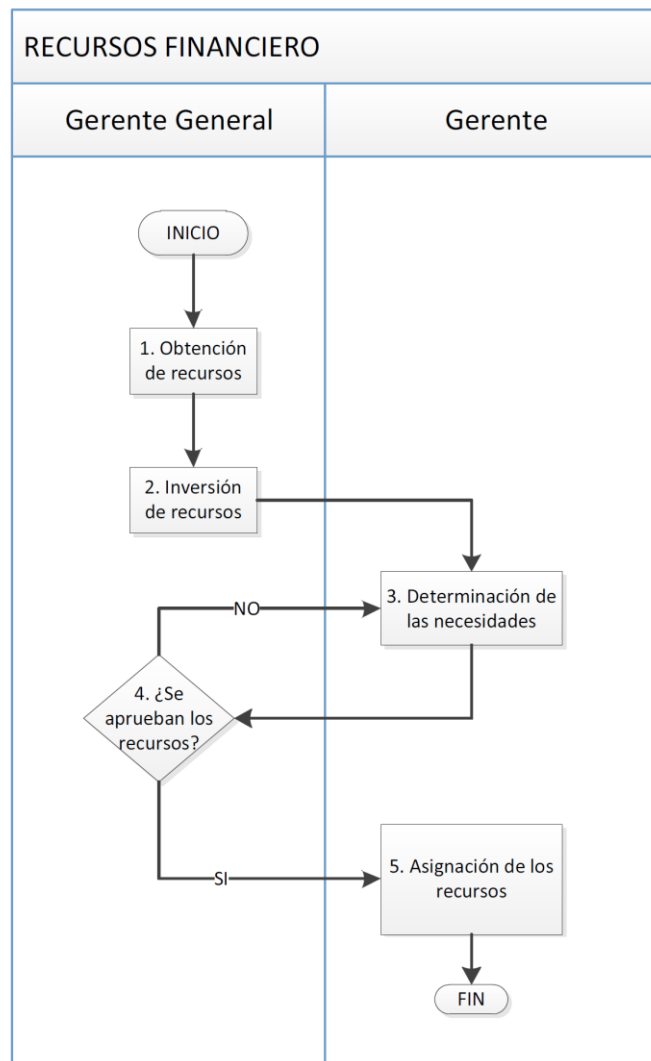 RECURSOS FINANCIERO
Gerente General
Gerente
INICIO
1. Obtención
de recursos
2. Inversión
de recursos
3. Determinación de
las necesidades
NO
4. ¿Se
aprueban los
recursos?
5. Asignación de los
recursos
SI
FIN